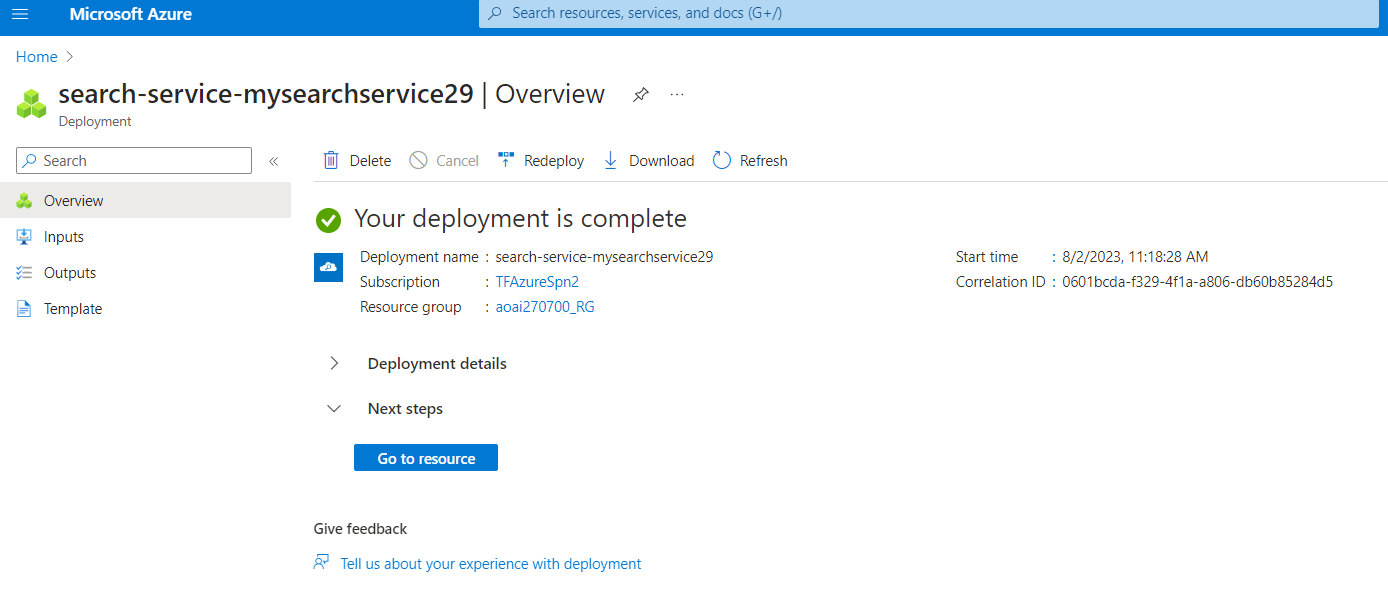 Microsoft Azure
Search resources, services, and docs (G+/)
Home
search-service-mysearchservice29 | Overview
Deployment
Search
Delete
Cancel
Redeploy
Download
Refresh
Overview
Inputs
Outputs
Template
Your deployment is complete
Deployment name : search-service-mysearchservice29
Subscription : TFAzureSpn2
Resource group : aoai270700_RG
Start time : 8/2/2023, 11:18:28 AM
Correlation ID : 0601bcda-f329-4f1a-a806-db60b85284d5
Deployment details
Next steps
Go to resource
Give feedback
Tell us about your experience with deployment